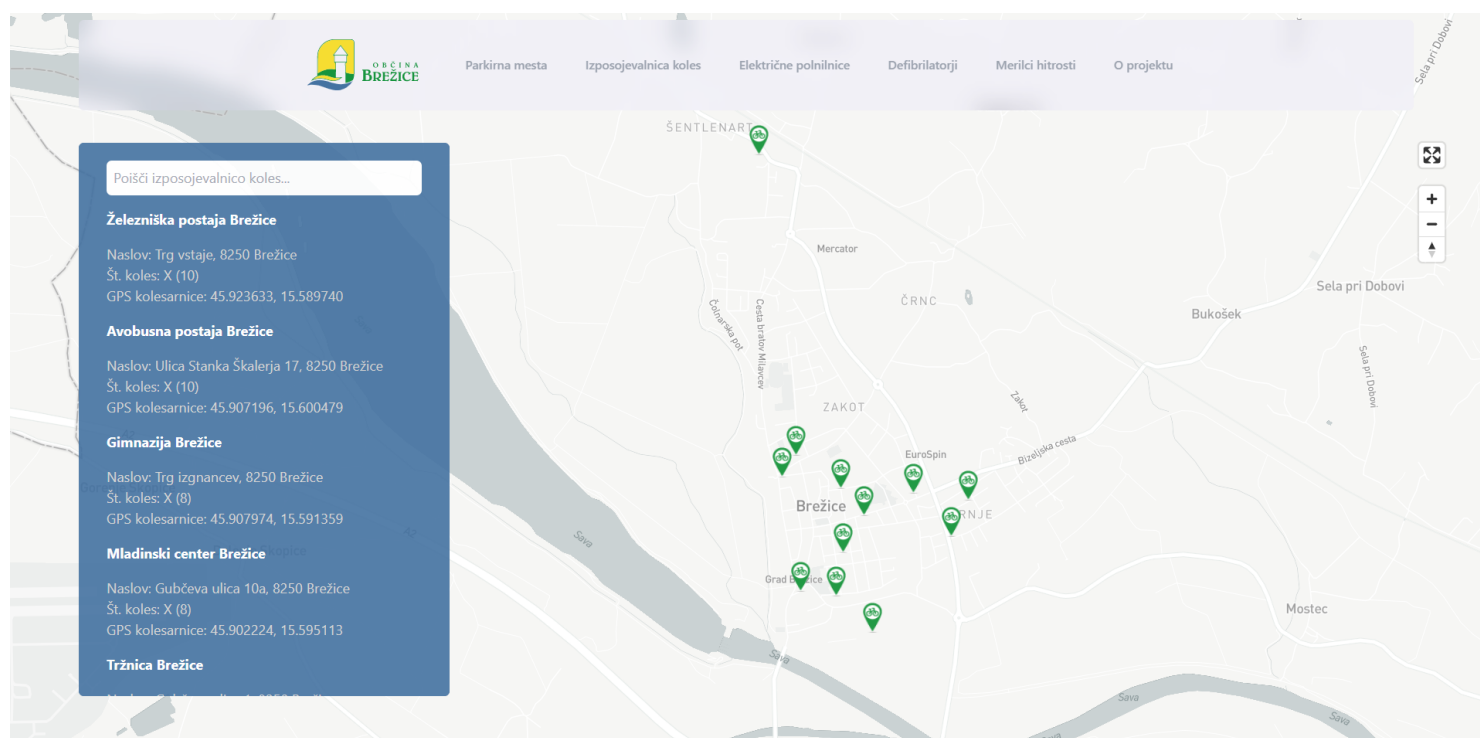 OBČINA
BREŽICE
Parkirna mesta
Izposojevalnica koles
Električne polnilnice
Defibrilatorji
Merilci hitrosti
O projektu
Poišči izposojevalnico koles...
Železniška postaja Brežice
Naslov: Trg vstaje, 8250 Brežice
Št. koles: X (10)
GPS kolesarnice: 45.923633, 15.589740
Avobusna postaja Brežice
Naslov: Ulica Stanka Škalerja 17, 8250 Brežice
Št. koles: X (10)
GPS kolesarnice: 45.907196, 15.600479
Gimnazija Brežice
Naslov: Trg izgnancev, 8250 Brežice
Št. koles: X (8)
GPS kolesarnice: 45.907974, 15.591359
Mladinski center Brežice
Naslov: Gubčeva ulica 10a, 8250 Brežice
Št. koles: X (8)
GPS kolesarnice: 45.902224, 15.595113
Tržnica Brežice
ŠENTLENART
Mercator
ČRNC
Bukošek
Sela pri Dobovi
Sela pri Dobovi
Sela pri Dobovi
Čolnarska pot
Cesta bratov Milavcev
ZAKOT
Zakot
EuroSpin
Bizeljska cesta
Brežice
Grad
Mostec
A2
A2
Sava
Sava
Sava
Sava